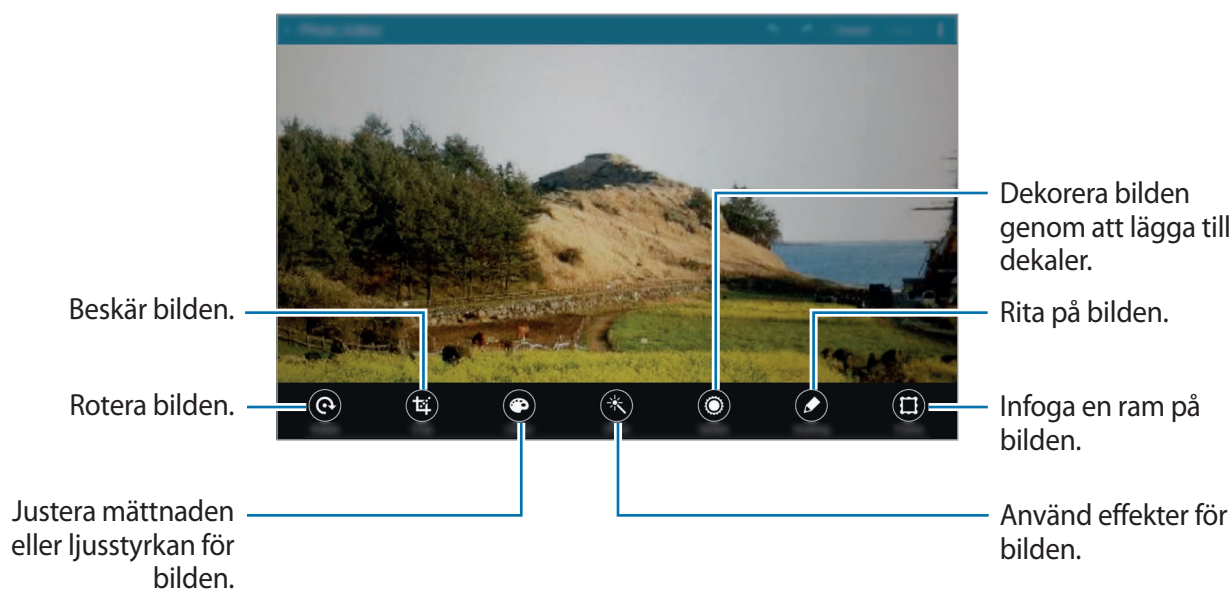 Dekorera bilden
genom att lägga till
dekaler.
Beskär bilden.
Rita på bilden.
Rotera bilden.
Infoga en ram på
bilden.
Justera mättnaden
eller ljusstyrkan för
bilden.
Använd effekter för
bilden.